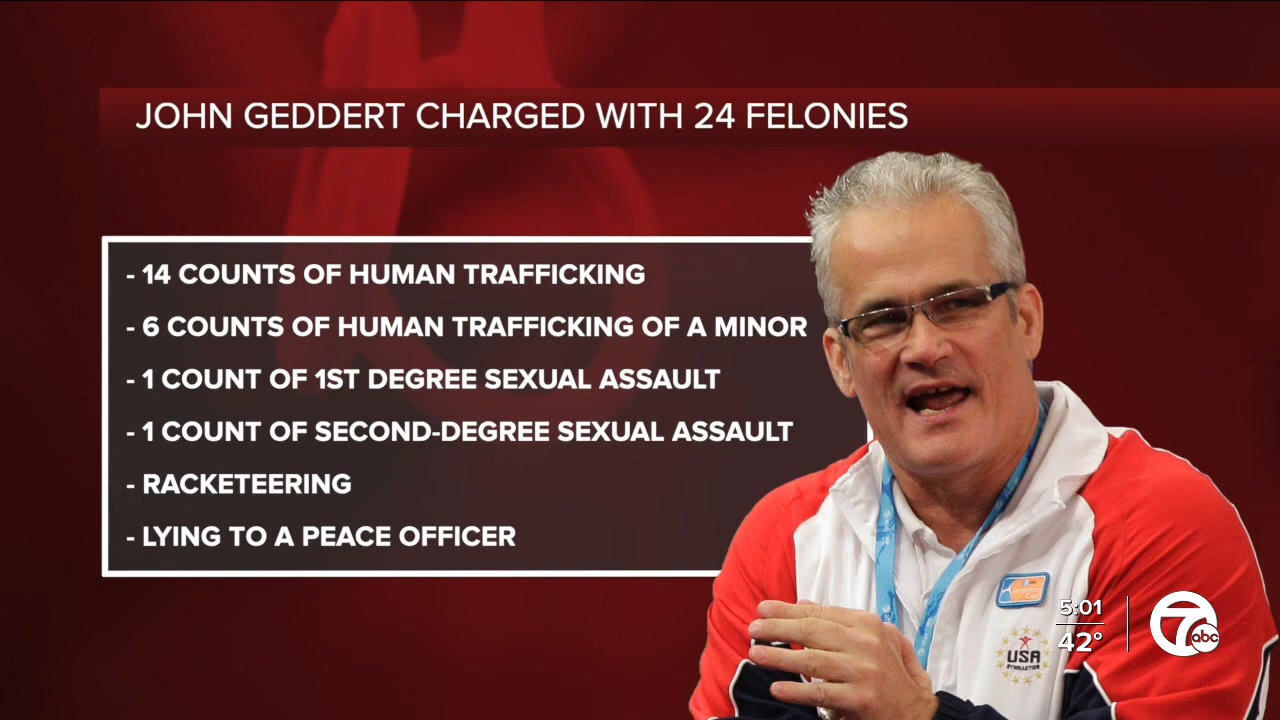 JOHN GEDDERT CHARGED WITH 24 FELONIES
- 14 COUNTS OF HUMAN TRAFFICKING
- 6 COUNTS OF HUMAN TRAFFICKING OF A MINOR
- 1 COUNT OF 1ST DEGREE SEXUAL ASSAULT
- 1 COUNT OF SECOND-DEGREE SEXUAL ASSAULT
- RACKETEERING
- LYING TO A PEACE OFFICER
USA
GYMNASTICS
5:01
42°
7 abc